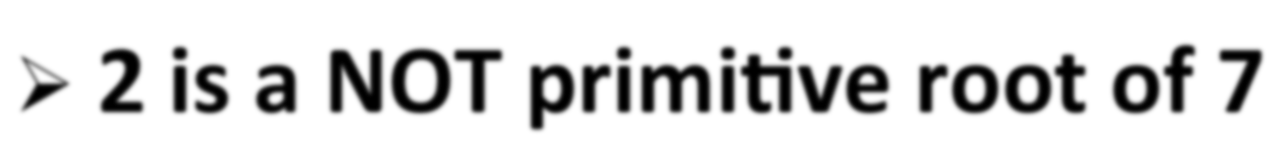 ➢ 2 is a NOT primitive root of 7